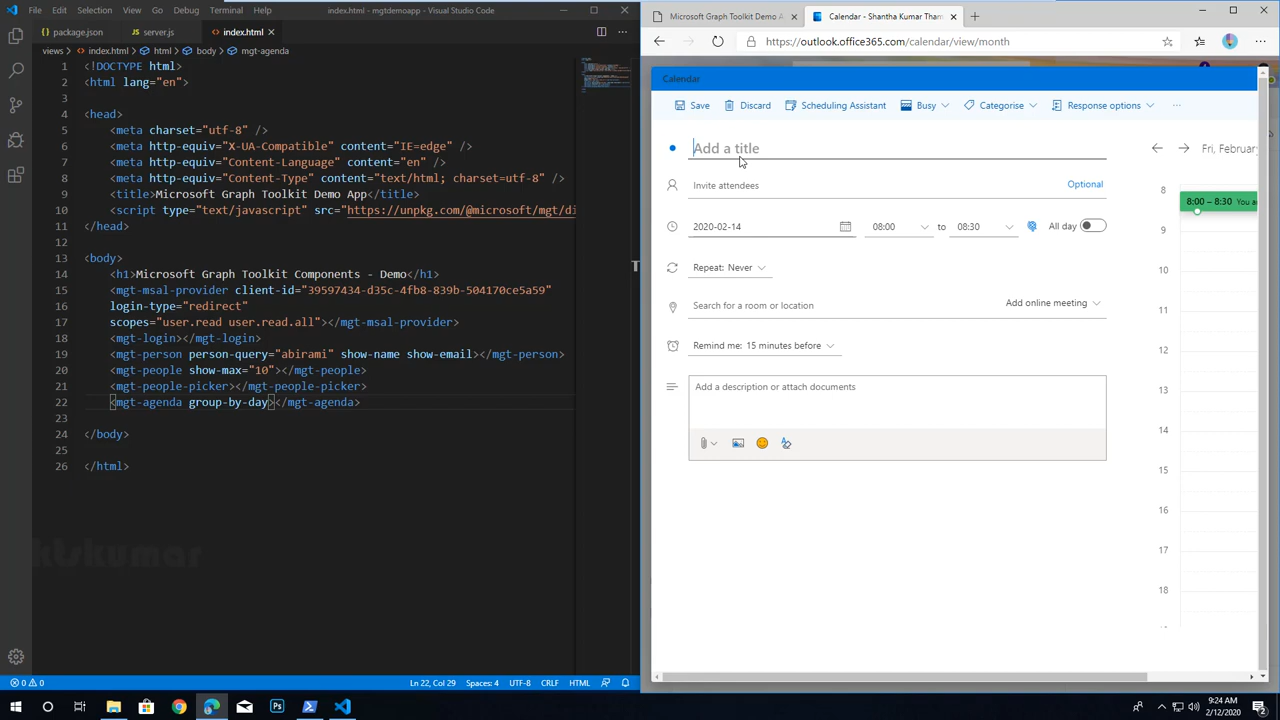 File Edit Selection View Go Debug Terminal Help
index.html - mgtdemoapp - Visual Studio Code
package.json server.js index.html
views > index.html > html > body > mgt-agenda
1 <!DOCTYPE html>
2 <html lang="en">
3
4 <head>
5 <meta charset="utf-8" />
6 <meta http-equiv="X-UA-Compatible" content="IE=edge" />
7 <meta http-equiv="Content-Language" content="en" />
8 <meta http-equiv="Content-Type" content="text/html; charset=utf-8" />
9 <title>Microsoft Graph Toolkit Demo App</title>
10 <script type="text/javascript" src="https://unpkg.com/@microsoft/mgt/di
11 </head>
12
13 <body>
14 <h1>Microsoft Graph Toolkit Components - Demo</h1>
15 <mgt-msal-provider client-id="39597434-d35c-4fb8-839b-504170ce5a59"
16 login-type="redirect"
17 scopes="user.read user.read.all"></mgt-msal-provider>
18 <mgt-login></mgt-login>
19 <mgt-person person-query="abirami" show-name show-email></mgt-person>
20 <mgt-people show-max="10"></mgt-people>
21 <mgt-people-picker></mgt-people-picker>
22 <mgt-agenda group-by-day></mgt-agenda>
23
24 </body>
25
26 </html>
ktskumar
0 0
Ln 22, Col 29 Spaces: 4 UTF-8 CRLF HTML
Microsoft Graph Toolkit Demo A
Calendar - Shantha Kumar Tham
https://outlook.office365.com/calendar/view/month
Calendar
Save Discard Scheduling Assistant Busy Categorise Response options ...
Add a title
Fri, February
Invite attendees
Optional
2020-02-14 08:00 to 08:30 All day
Repeat: Never
Search for a room or location
Add online meeting
Remind me: 15 minutes before
Add a description or attach documents
8
8:00 – 8:30 You ar
9
10
11
12
13
14
15
16
17
18
9:24 AM
2/12/2020
2